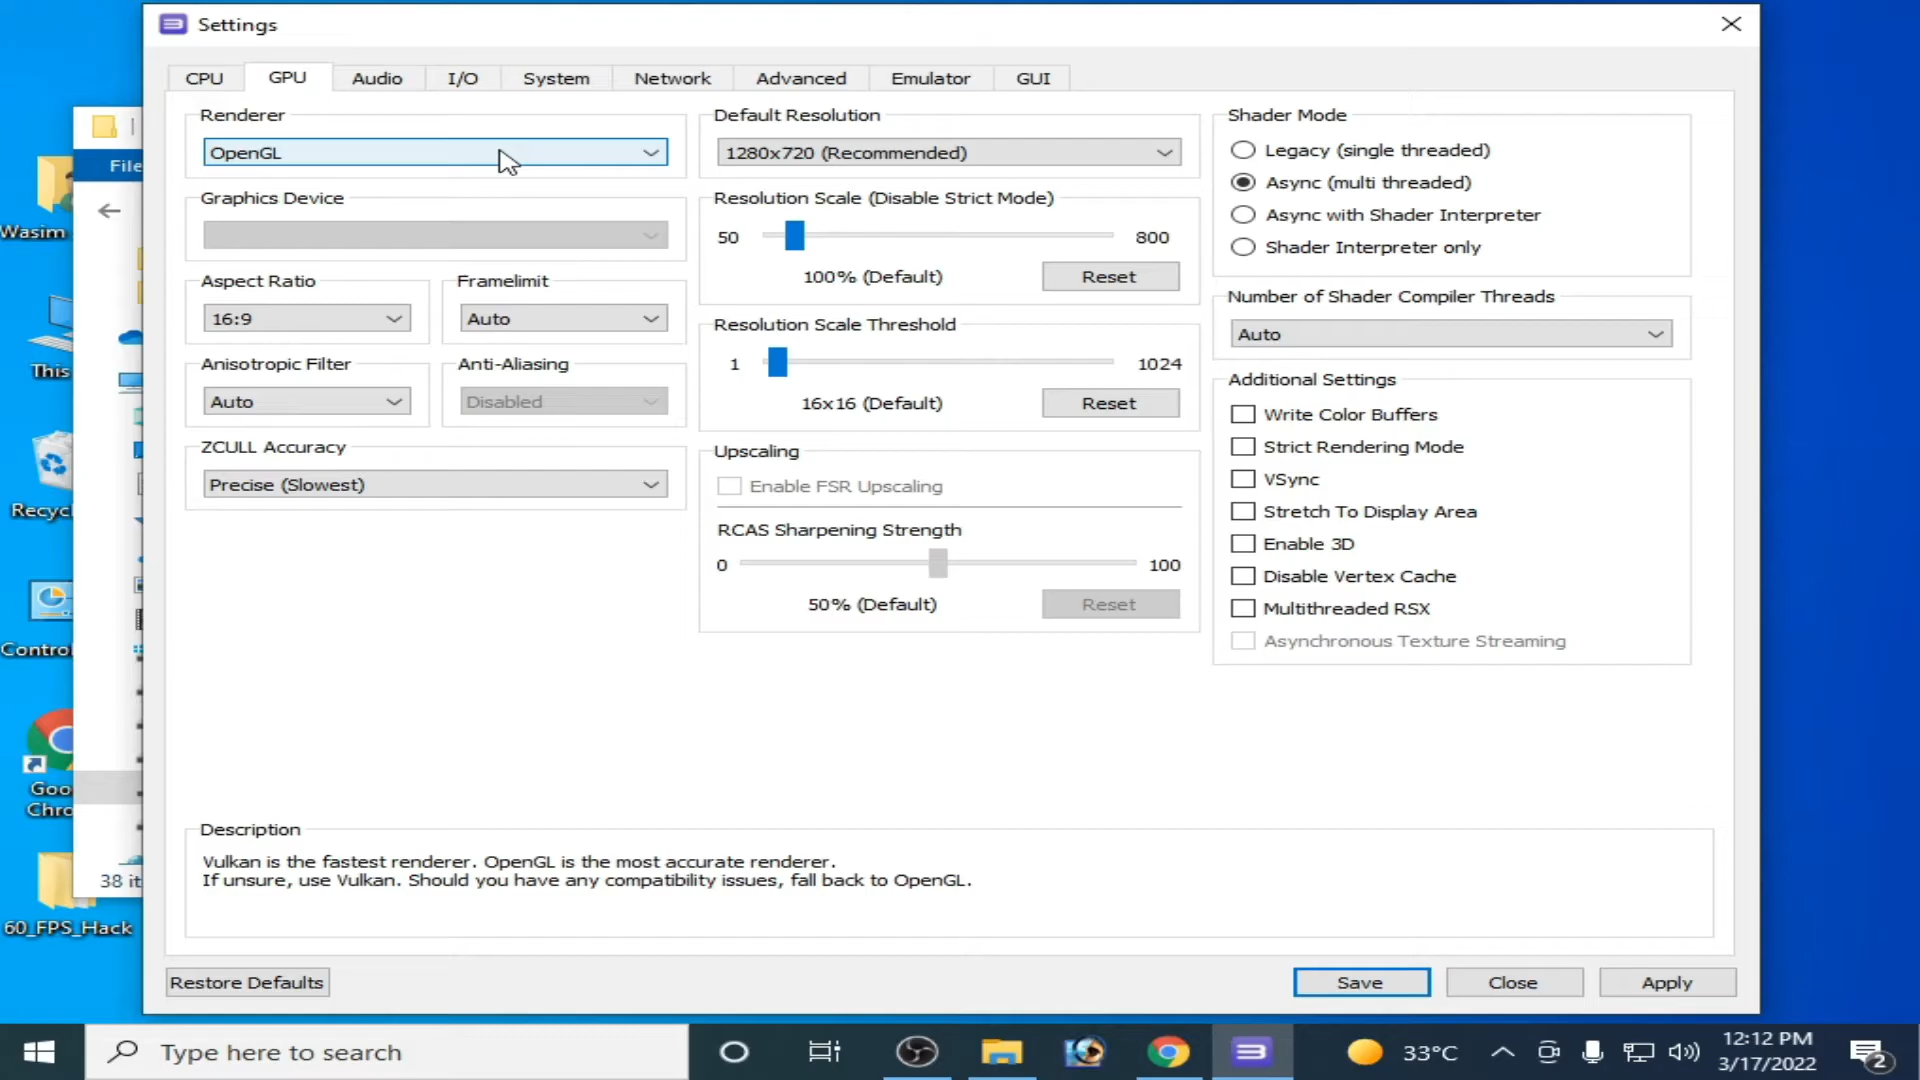 Settings
CPU
GPU
Audio
I/O
System
Network
Advanced
Emulator
GUI
Renderer
OpenGL
Graphics Device
Aspect Ratio
16:9
Framelimit
Auto
Anisotropic Filter
Auto
Anti-Aliasing
Disabled
ZCULL Accuracy
Precise (Slowest)
Default Resolution
1280x720 (Recommended)
Resolution Scale (Disable Strict Mode)
50
800
100% (Default)
Reset
Resolution Scale Threshold
1
1024
16x16 (Default)
Reset
Upscaling
Enable FSR Upscaling
RCAS Sharpening Strength
0
100
50% (Default)
Reset
Shader Mode
Legacy (single threaded)
Async (multi threaded)
Async with Shader Interpreter
Shader Interpreter only
Number of Shader Compiler Threads
Auto
Additional Settings
Write Color Buffers
Strict Rendering Mode
VSync
Stretch To Display Area
Enable 3D
Disable Vertex Cache
Multithreaded RSX
Asynchronous Texture Streaming
Description
Vulkan is the fastest renderer. OpenGL is the most accurate renderer.
If unsure, use Vulkan. Should you have any compatibility issues, fall back to OpenGL.
Restore Defaults
Save
Close
Apply
File
Wasim
This
Recyc
Contro
Goo
Chro
38 it
60_FPS_Hack
Type here to search
33°C
12:12 PM
3/17/2022
2